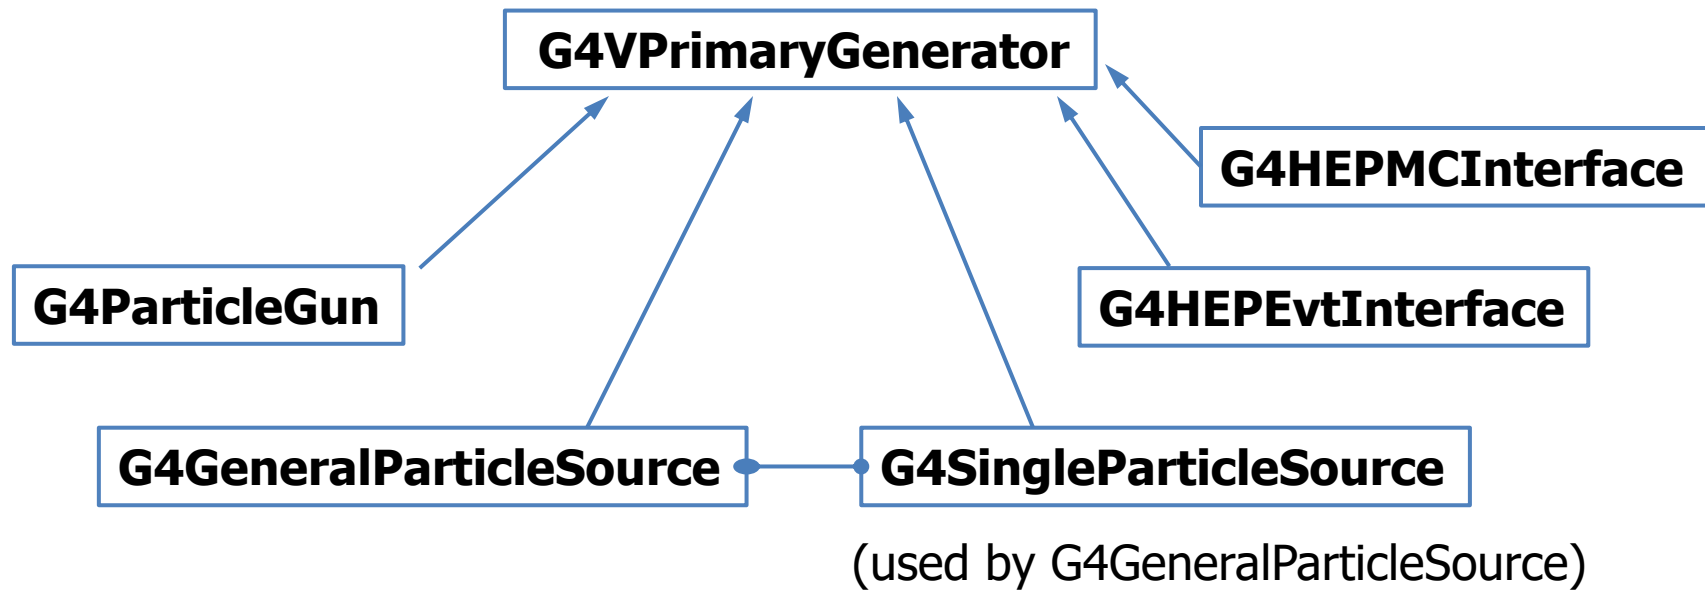 G4VPrimaryGenerator
G4HEPMCInterface
G4ParticleGun
G4HEPEvtInterface
G4GeneralParticleSource
G4SingleParticleSource
(used by G4GeneralParticleSource)